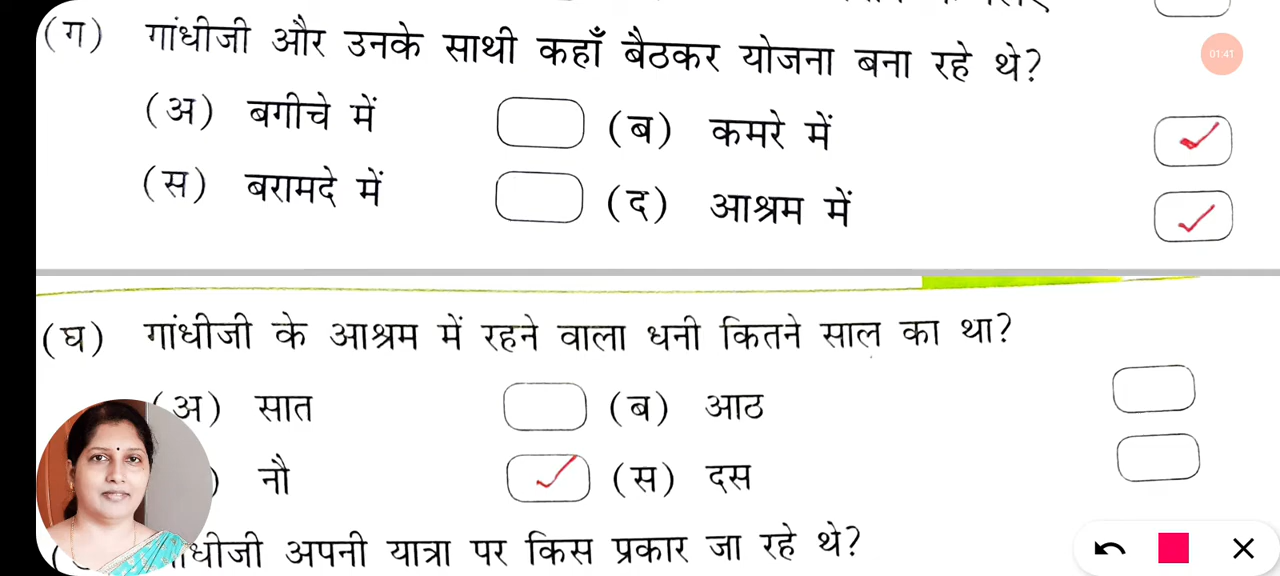 (ग) गांधीजी और उनके साथी कहाँ बैठकर योजना बना रहे थे?
01:41
(अ) बगीचे में (ब) कमरे में
(स) बरामदे में (द) आश्रम में
(घ) गांधीजी के आश्रम में रहने वाला धनी कितने साल का था?
(अ) सात (ब) आठ
) नौ (स) दस
ांधीजी अपनी यात्रा पर किस प्रकार जा रहे थे?